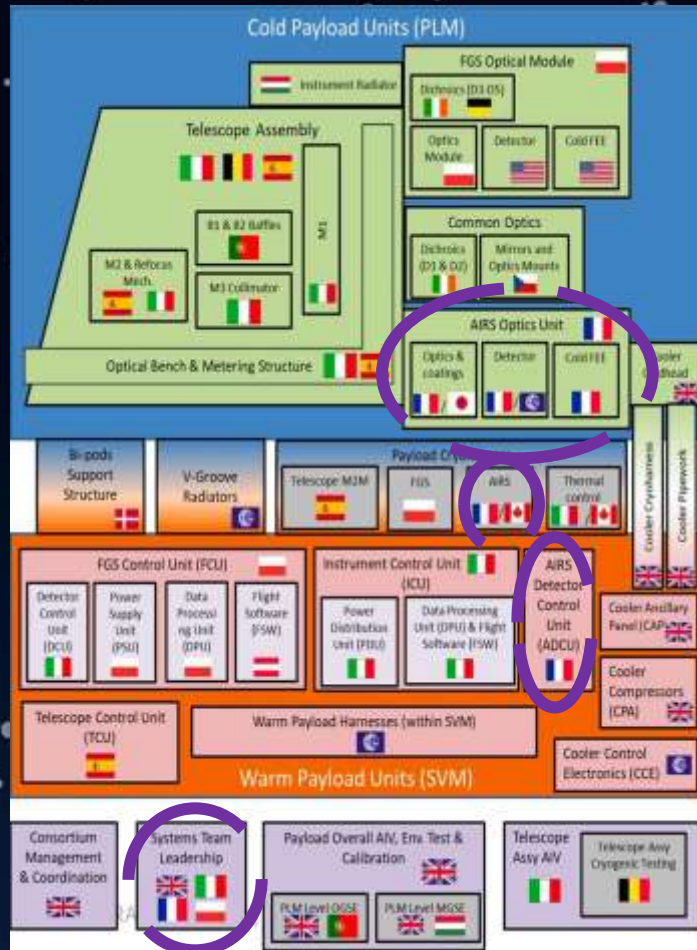 Cold Payload Units (PLM)
FGS Optical Module
Instrument Radiator
Dichroics (D3-D5)
Telescope Assembly
Optics
Module
Detector
Cold FEE
B1 & B2 Baffles
M1
Common Optics
M2 & Refocus
Mech.
Dichroics
(D1 & D2)
Mirrors and
Optics Mounts
M3 Collimator
AIRS Optics Unit
Optical Bench & Metering Structure
Optics &
coatings
Detector
Cold FEE
Bi-pods
Support
Structure
V-Groove
Radiators
Payload
Telescope M2M
FGS
AIRS
Thermal
control
Cooler Cryoharness
Cooler Pipework
FGS Control Unit (FCU)
Detector
Control
Unit
(DCU)
Power
Supply
Unit
(PSU)
Data
Processi
ng Unit
(DPU)
Flight
Software
(FSW)
Instrument Control Unit
(ICU)
Power
Distribution
Unit (PDU)
Data Processing
Unit (DPU) & Flight
Software (FSW)
AIRS
Detector
Control
Unit
(ADCU)
Cooler Ancillary
Panel (CAP)
Cooler
Compressors
(CPA)
Telescope Control Unit
(TCU)
Warm Payload Harnesses (within SVM)
Cooler Control
Electronics (CCE)
Warm Payload Units (SVM)
Consortium
Management
& Coordination
Systems Team
Leadership
Payload Overall AIV, Env. Test &
Calibration
PLM Level OGSE
PLM Level MGSE
Telescope
Assy AIV
Telescope Assy
Cryogenic Testing